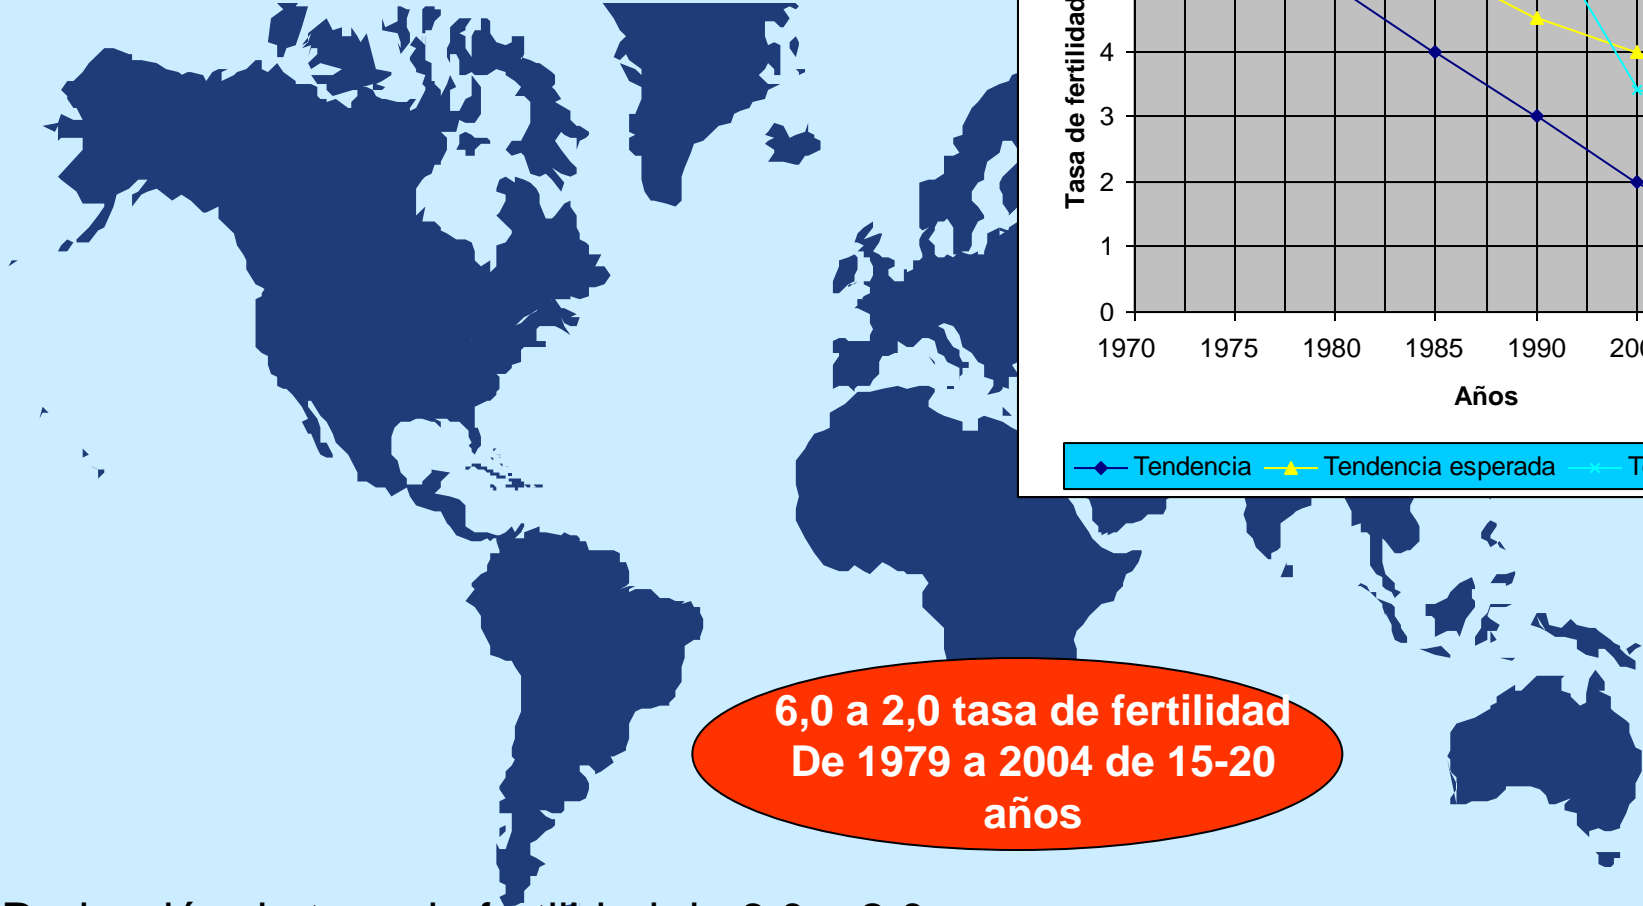 Tasa de fertilidad
4
3
2
1
0
1970 1975 1980 1985 1990
Años
Tendencia Tendencia esperada
6,0 a 2,0 tasa de fertilidad
De 1979 a 2004 de 15-20
años